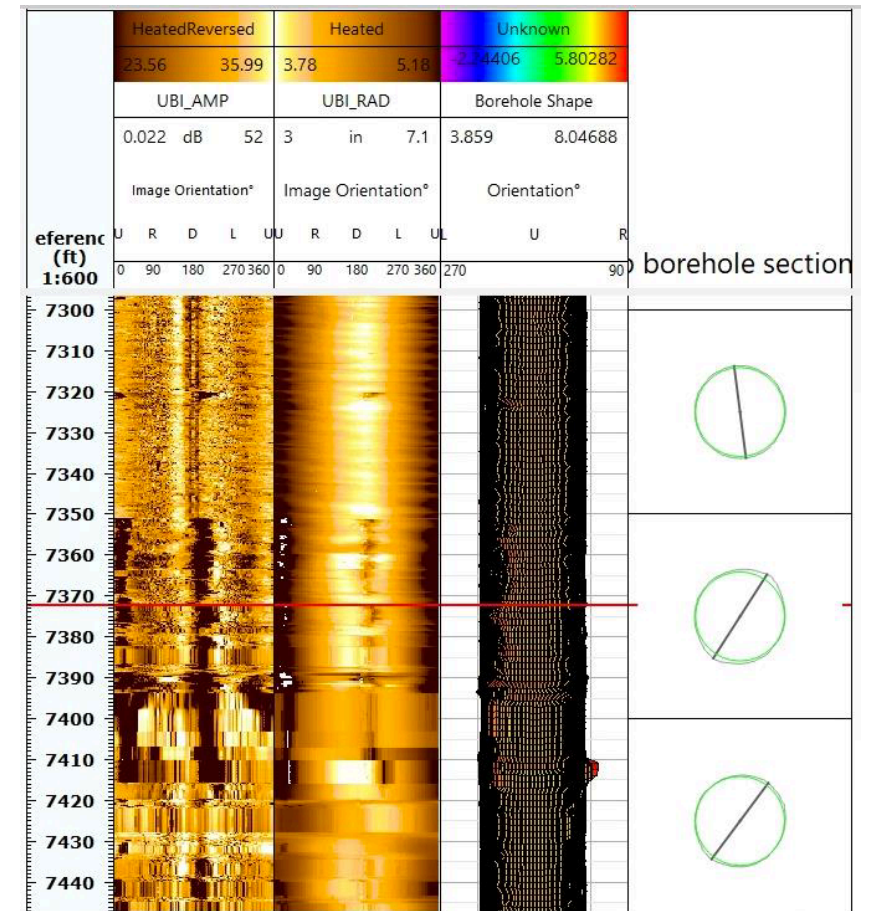 HeatedReversed Heated Unknown
23.56 35.99 3.78 5.18 -2.24406 5.80282
UBI_AMP UBI_RAD Borehole Shape
0.022 dB 52 3 in 7.1 3.859 8.04688
Image Orientation° Image Orientation° Orientation°
U R D L U U R D L U L U R
eferenc
(ft)
1:600
0 90 180 270 360 0 90 180 270 360 270 90
borehole section
7300
7310
7320
7330
7340
7350
7360
7370
7380
7390
7400
7410
7420
7430
7440